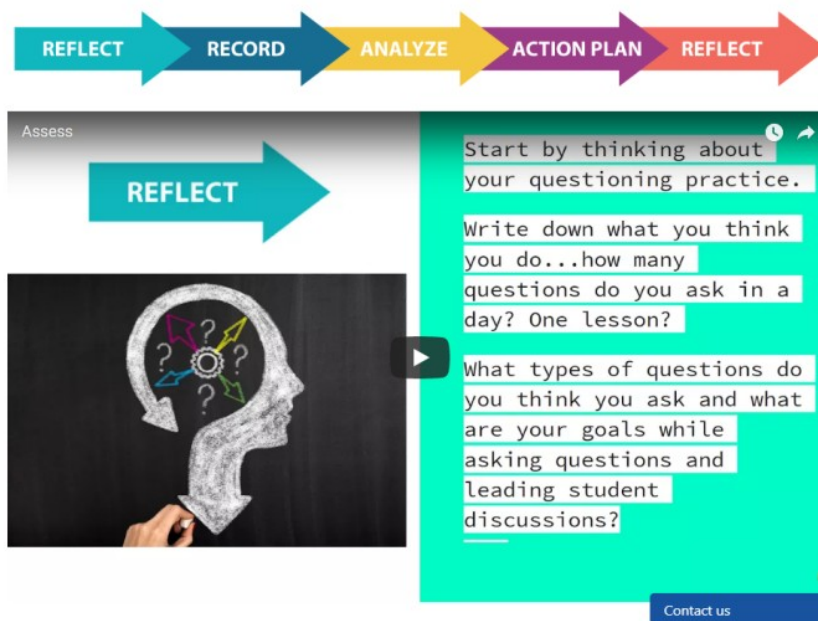 REFLECT RECORD ANALYZE ACTION PLAN REFLECT
Assess
REFLECT
? ? ? ?
Start by thinking about
your questioning practice.
Write down what you think
you do...how many
questions do you ask in a
day? One lesson?
What types of questions do
you think you ask and what
are your goals while
asking questions and
leading student
discussions?
Contact us